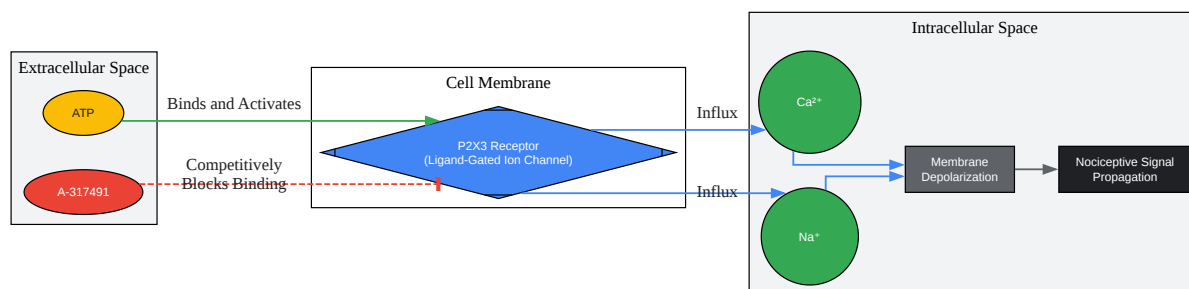 Extracellular Space
ATP
A-317491
Binds and Activates
Competitively
Blocks Binding
Cell Membrane
P2X3 Receptor
(Ligand-Gated Ion Channel)
Influx
Influx
Intracellular Space
Ca²⁺
Na⁺
Membrane
Depolarization
Nociceptive Signal
Propagation